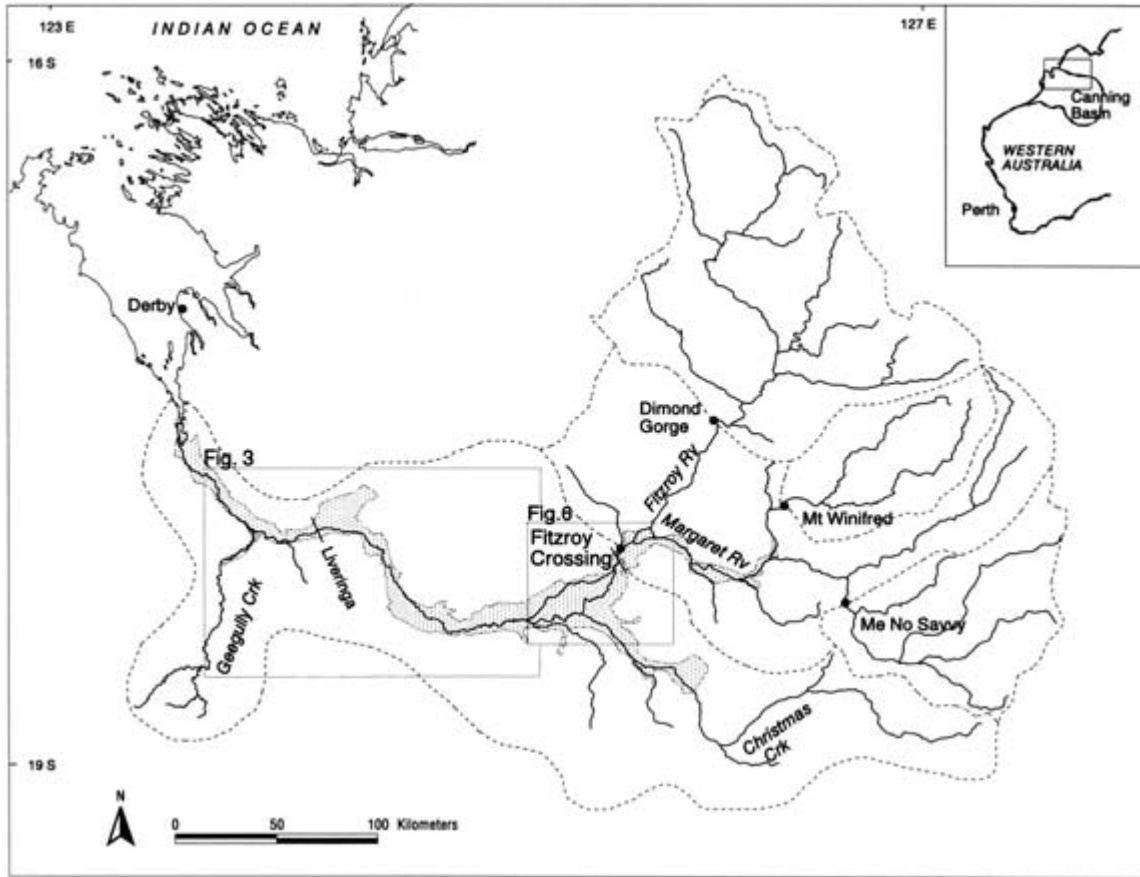 123 E
INDIAN OCEAN
127 E
16 S
Canning
Basin
WESTERN
AUSTRALIA
Perth
Derby
Dimond
Gorge
Fig. 3
Fitzroy Rv
Mt Winifred
Fig.6
Margaret Rv
Fitzroy
Crossing
Liveringa
Geegully Crk
Me No Savvy
Christmas
Crk
19 S
N
0 50 100 Kilometers